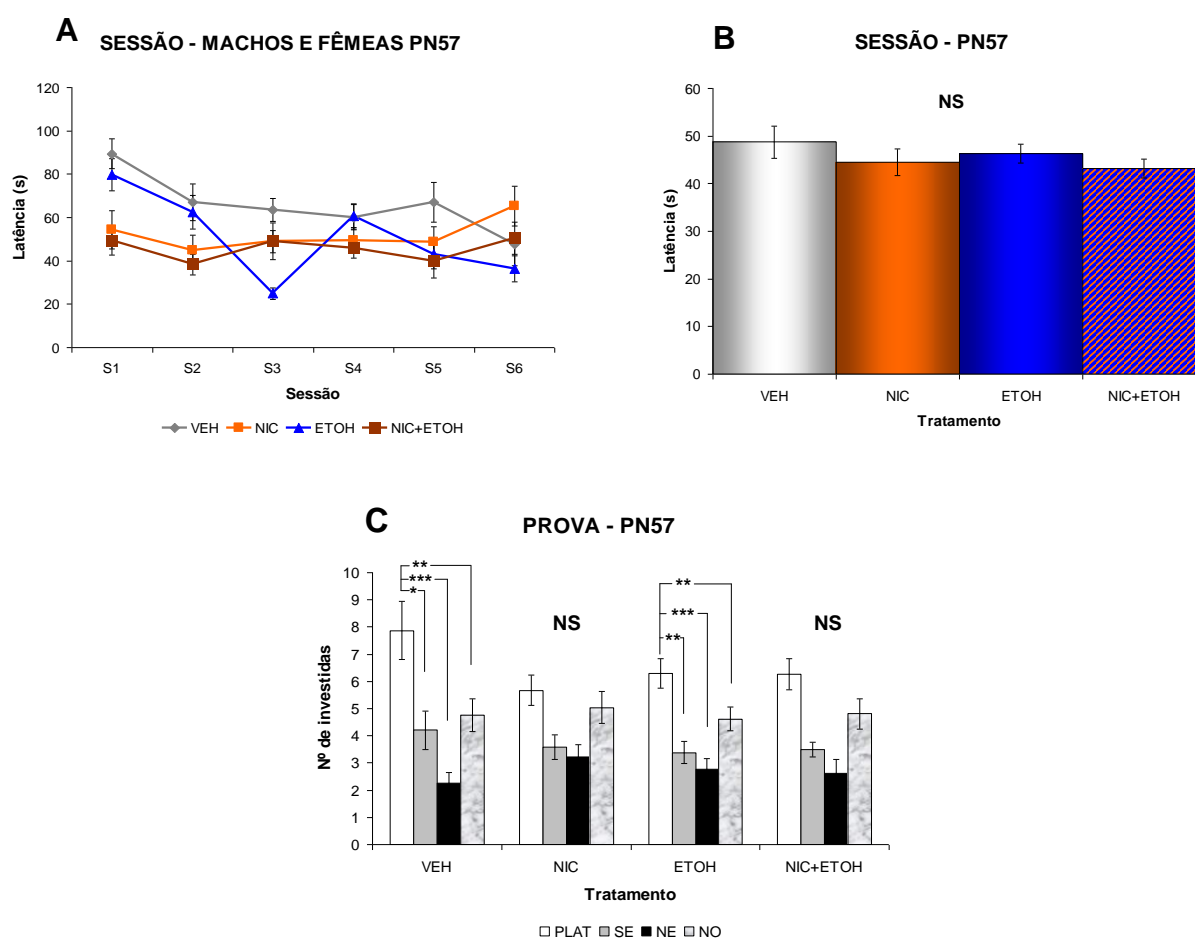 A
SESSÃO - MACHOS E FÊMEAS PN57
120
100
80
60
40
20
0
Latência (s)
S1 S2 S3 S4 S5 S6
Sessão
VEH NIC ETOH NIC+ETOH
B
SESSÃO - PN57
NS
60
50
40
30
20
10
0
Latência (s)
VEH NIC ETOH NIC+ETOH
Tratamento
C
PROVA - PN57
10
9
8
7
6
5
4
3
2
1
0
Nº de investidas
**
***
*
NS
**
***
**
NS
VEH NIC ETOH NIC+ETOH
Tratamento
PLAT SE NE NO